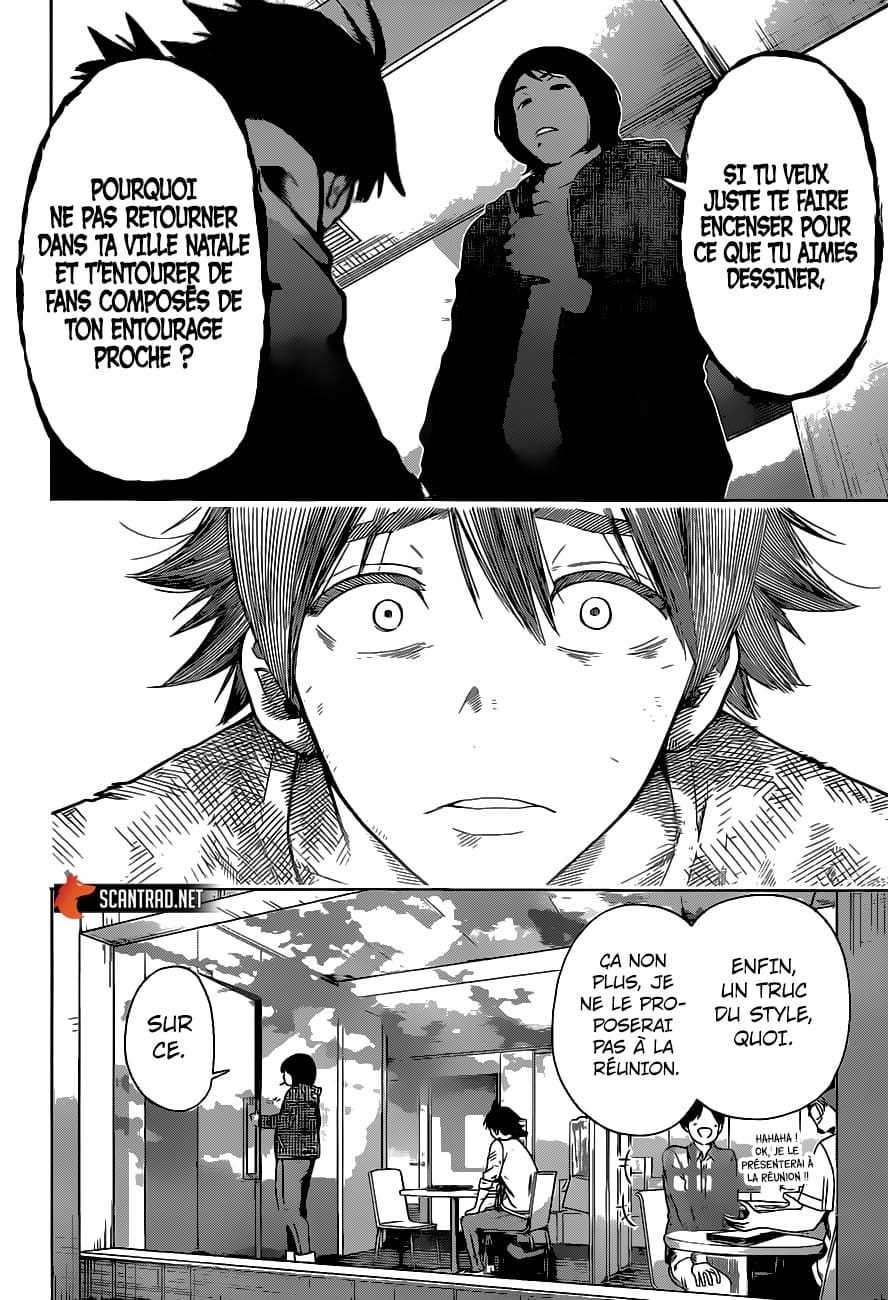 SI TU VEUX
JUSTE TE FAIRE
ENCENSER POUR
CE QUE TU AIMES
DESSINER,
POURQUOI
NE PAS RETOURNER
DANS TA VILLE NATALE
ET T'ENTOURER DE
FANS COMPOSÉS DE
TON ENTOURAGE
PROCHE ?
SCANTRAD.NET
ENFIN,
UN TRUC
DU STYLE,
QUOI.
ÇA NON
PLUS, JE
NE LE PRO-
POSERAI
PAS À LA
RÉUNION.
HAHAHA !
OK, JE LE
PRÉSENTERAI À
LA RÉUNION !!
SUR
CE.